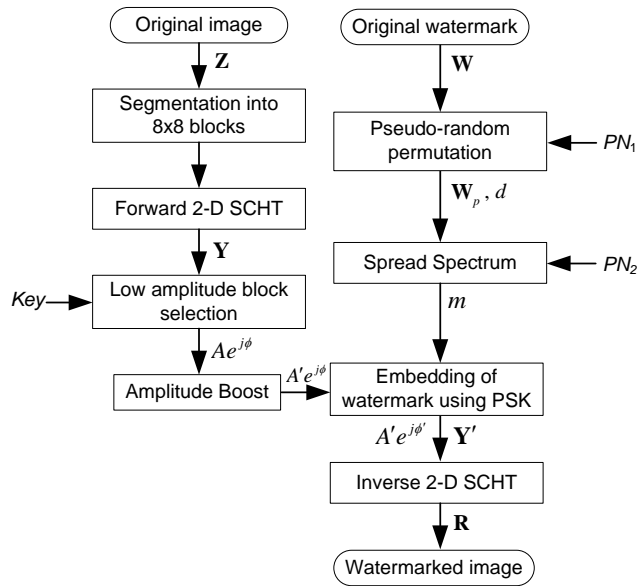 Original image
Z
Segmentation into
8x8 blocks
Forward 2-D SCHT
Y
Key
Low amplitude block
selection
Ae^{jϕ}
Amplitude Boost
A′e^{jϕ}
Original watermark
W
Pseudo-random
permutation
PN₁
W_p , d
Spread Spectrum
PN₂
m
Embedding of
watermark using PSK
A′e^{jϕ′} Y′
Inverse 2-D SCHT
R
Watermarked image